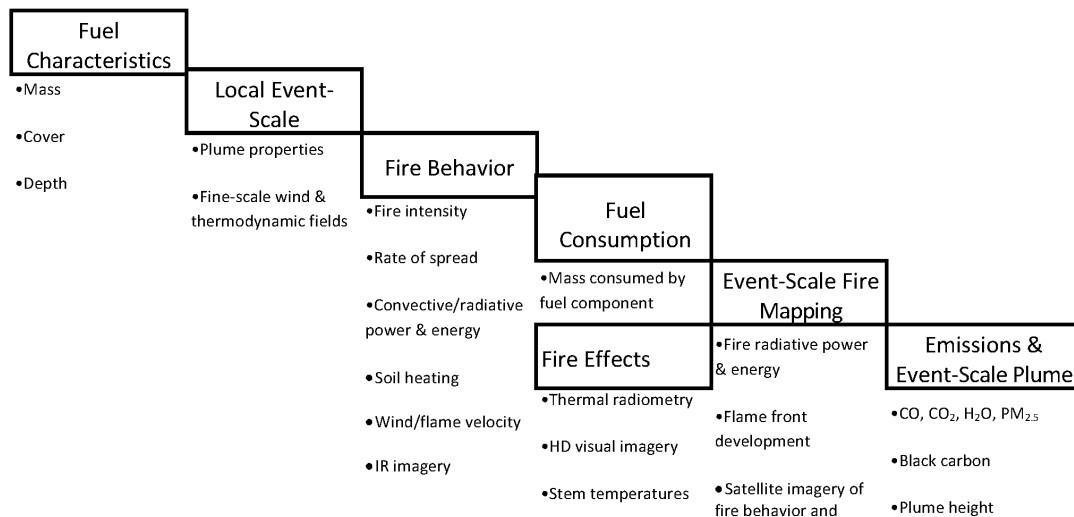 Fuel
Characteristics
•Mass
•Cover
•Depth
Local Event-
Scale
•Plume properties
•Fine-scale wind &
thermodynamic fields
Fire Behavior
•Fire intensity
•Rate of spread
•Convective/radiative
power & energy
•Soil heating
•Wind/flame velocity
•IR imagery
Fuel
Consumption
•Mass consumed by
fuel component
Fire Effects
•Thermal radiometry
•HD visual imagery
•Stem temperatures
Event-Scale Fire
Mapping
•Fire radiative power
& energy
•Flame front
development
•Satellite imagery of
fire behavior and
Emissions &
Event-Scale Plume
•CO, CO₂, H₂O, PM₂.₅
•Black carbon
•Plume height